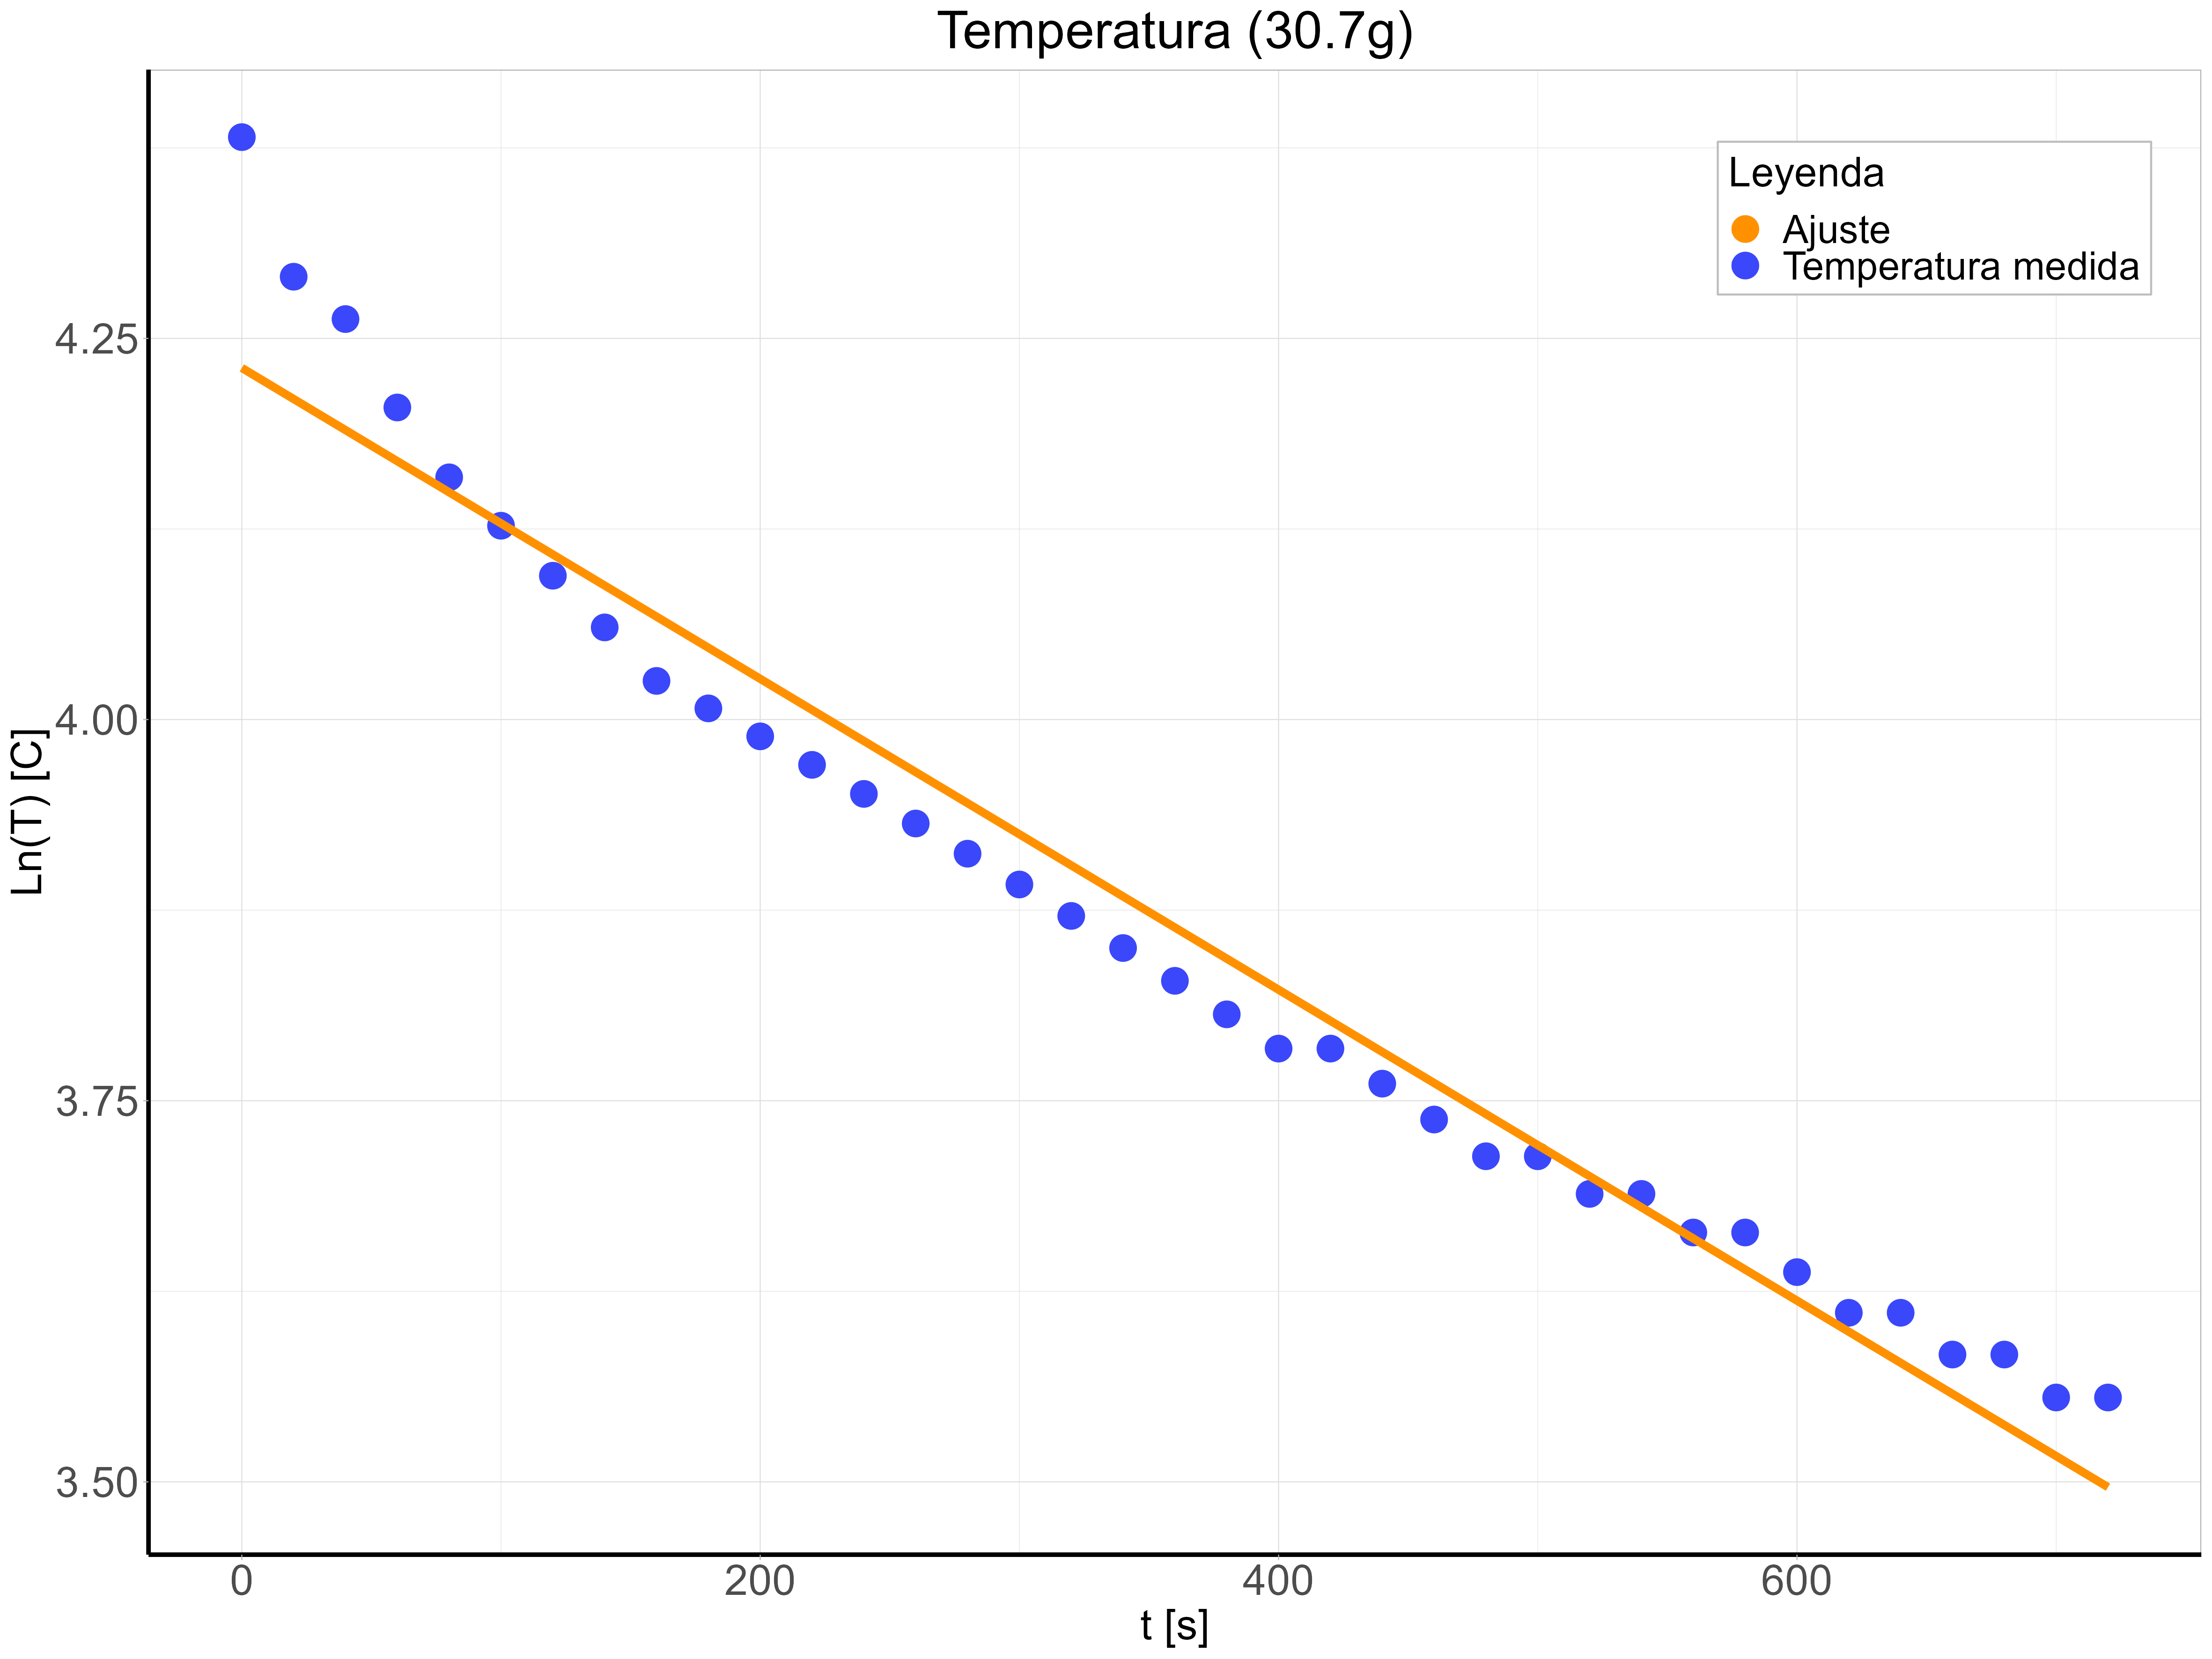 Temperatura (30.7g)
Leyenda
Ajuste
Temperatura medida
Ln(T) [C]
4.25
4.00
3.75
3.50
0 200 400 600
t [s]